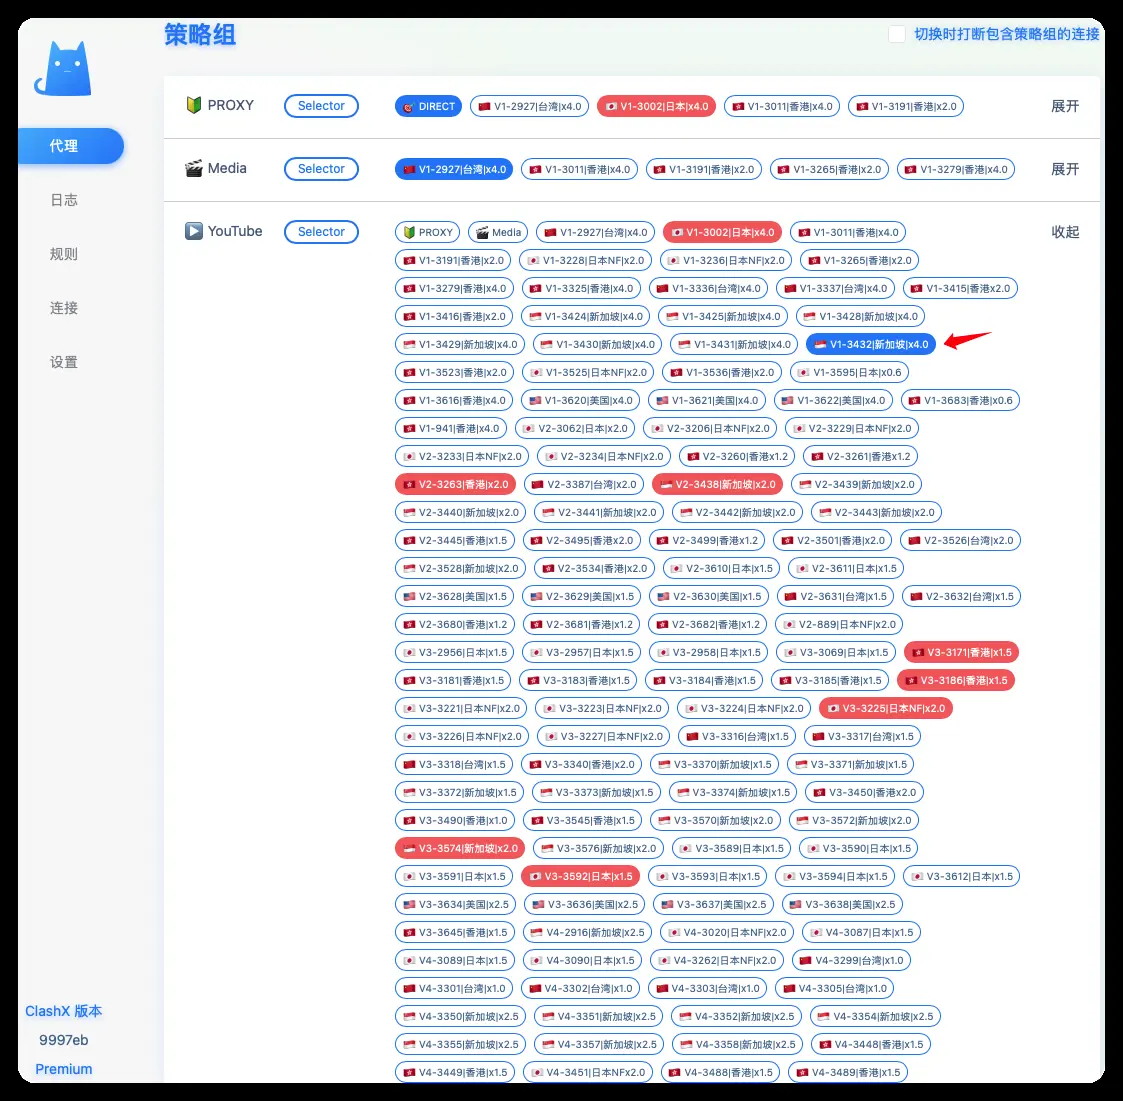 策略组
切换时打断包含策略组的连接
代理
日志
规则
连接
设置
ClashX 版本
9997eb
Premium
PROXY Selector DIRECT V1-2927|台湾|x4.0 V1-3002|日本|x4.0 V1-3011|香港|x4.0 V1-3191|香港|x2.0 展开
Media Selector V1-2927|台湾|x4.0 V1-3011|香港|x4.0 V1-3191|香港|x2.0 V1-3265|香港|x2.0 V1-3279|香港|x4.0 展开
YouTube Selector PROXY Media V1-2927|台湾|x4.0 V1-3002|日本|x4.0 V1-3011|香港|x4.0 收起
V1-3191|香港|x2.0 V1-3228|日本NF|x2.0 V1-3236|日本NF|x2.0 V1-3265|香港|x2.0
V1-3279|香港|x4.0 V1-3325|香港|x4.0 V1-3336|台湾|x4.0 V1-3337|台湾|x4.0 V1-3415|香港x2.0
V1-3416|香港|x2.0 V1-3424|新加坡|x4.0 V1-3425|新加坡|x4.0 V1-3428|新加坡|x4.0
V1-3429|新加坡|x4.0 V1-3430|新加坡|x4.0 V1-3431|新加坡|x4.0 V1-3432|新加坡|x4.0
V1-3523|香港|x2.0 V1-3525|日本NF|x2.0 V1-3536|香港|x2.0 V1-3595|日本|x0.6
V1-3616|香港|x4.0 V1-3620|美国|x4.0 V1-3621|美国|x4.0 V1-3622|美国|x4.0 V1-3683|香港|x0.6
V1-941|香港|x4.0 V2-3062|日本|x2.0 V2-3206|日本NF|x2.0 V2-3229|日本NF|x2.0
V2-3233|日本NF|x2.0 V2-3234|日本NF|x2.0 V2-3260|香港x1.2 V2-3261|香港x1.2
V2-3263|香港|x2.0 V2-3387|台湾|x2.0 V2-3438|新加坡|x2.0 V2-3439|新加坡|x2.0
V2-3440|新加坡|x2.0 V2-3441|新加坡|x2.0 V2-3442|新加坡|x2.0 V2-3443|新加坡|x2.0
V2-3445|香港|x1.5 V2-3495|香港x2.0 V2-3499|香港x1.2 V2-3501|香港|x2.0 V2-3526|台湾|x2.0
V2-3528|新加坡|x2.0 V2-3534|香港|x2.0 V2-3610|日本|x1.5 V2-3611|日本|x1.5
V2-3628|美国|x1.5 V2-3629|美国|x1.5 V2-3630|美国|x1.5 V2-3631|台湾|x1.5 V2-3632|台湾|x1.5
V2-3680|香港|x1.2 V2-3681|香港|x1.2 V2-3682|香港|x1.2 V2-889|日本NF|x2.0
V3-2956|日本|x1.5 V3-2957|日本|x1.5 V3-2958|日本|x1.5 V3-3069|日本|x1.5 V3-3171|香港|x1.5
V3-3181|香港|x1.5 V3-3183|香港|x1.5 V3-3184|香港|x1.5 V3-3185|香港|x1.5 V3-3186|香港|x1.5
V3-3221|日本NF|x2.0 V3-3223|日本NF|x2.0 V3-3224|日本NF|x2.0 V3-3225|日本NF|x2.0
V3-3226|日本NF|x2.0 V3-3227|日本NF|x2.0 V3-3316|台湾|x1.5 V3-3317|台湾|x1.5
V3-3318|台湾|x1.5 V3-3340|香港|x2.0 V3-3370|新加坡|x1.5 V3-3371|新加坡|x1.5
V3-3372|新加坡|x1.5 V3-3373|新加坡|x1.5 V3-3374|新加坡|x1.5 V3-3450|香港x2.0
V3-3490|香港|x1.0 V3-3545|香港|x1.5 V3-3570|新加坡|x2.0 V3-3572|新加坡|x2.0
V3-3574|新加坡|x2.0 V3-3576|新加坡|x2.0 V3-3589|日本|x1.5 V3-3590|日本|x1.5
V3-3591|日本|x1.5 V3-3592|日本|x1.5 V3-3593|日本|x1.5 V3-3594|日本|x1.5 V3-3612|日本|x1.5
V3-3634|美国|x2.5 V3-3636|美国|x2.5 V3-3637|美国|x2.5 V3-3638|美国|x2.5
V3-3645|香港|x1.5 V4-2916|新加坡|x2.5 V4-3020|日本NF|x2.0 V4-3087|日本|x1.5
V4-3089|日本|x1.5 V4-3090|日本|x1.5 V4-3262|日本NF|x2.0 V4-3299|台湾|x1.0
V4-3301|台湾|x1.0 V4-3302|台湾|x1.0 V4-3303|台湾|x1.0 V4-3305|台湾|x1.0
V4-3350|新加坡|x2.5 V4-3351|新加坡|x2.5 V4-3352|新加坡|x2.5 V4-3354|新加坡|x2.5
V4-3355|新加坡|x2.5 V4-3357|新加坡|x2.5 V4-3358|新加坡|x2.5 V4-3448|香港|x1.5
V4-3449|香港|x1.5 V4-3451|日本NFx2.0 V4-3488|香港|x1.5 V4-3489|香港|x1.5